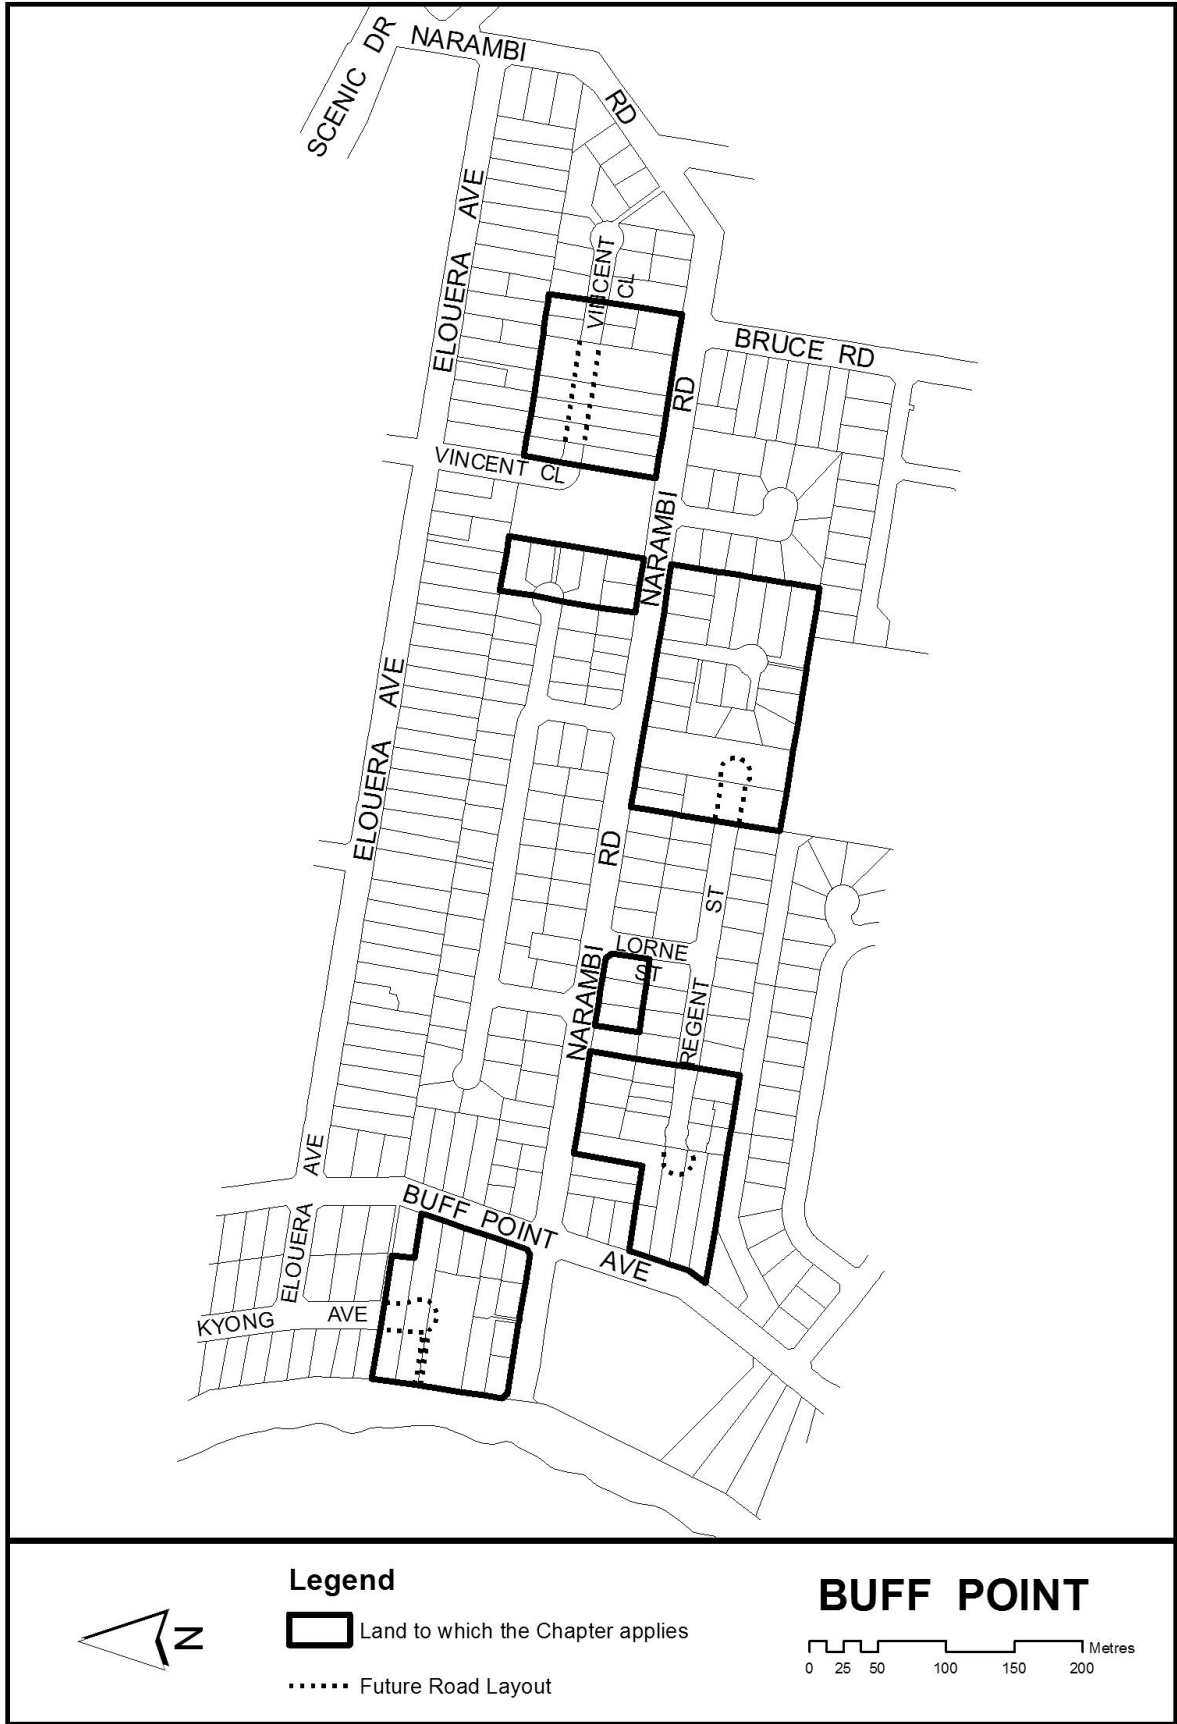 SCENIC DR
NARAMBI
RD
ELOUERA AVE
VINCENT
CL
BRUCE RD
RD
VINCENT CL
NARAMBI
ELOUERA AVE
RD
ST
LORNE
ST
NARAMBI
REGENT
AVE
ELOUERA
BUFF POINT
AVE
KYONG AVE
Legend
Land to which the Chapter applies
Future Road Layout
N
BUFF POINT
Metres
0 25 50 100 150 200